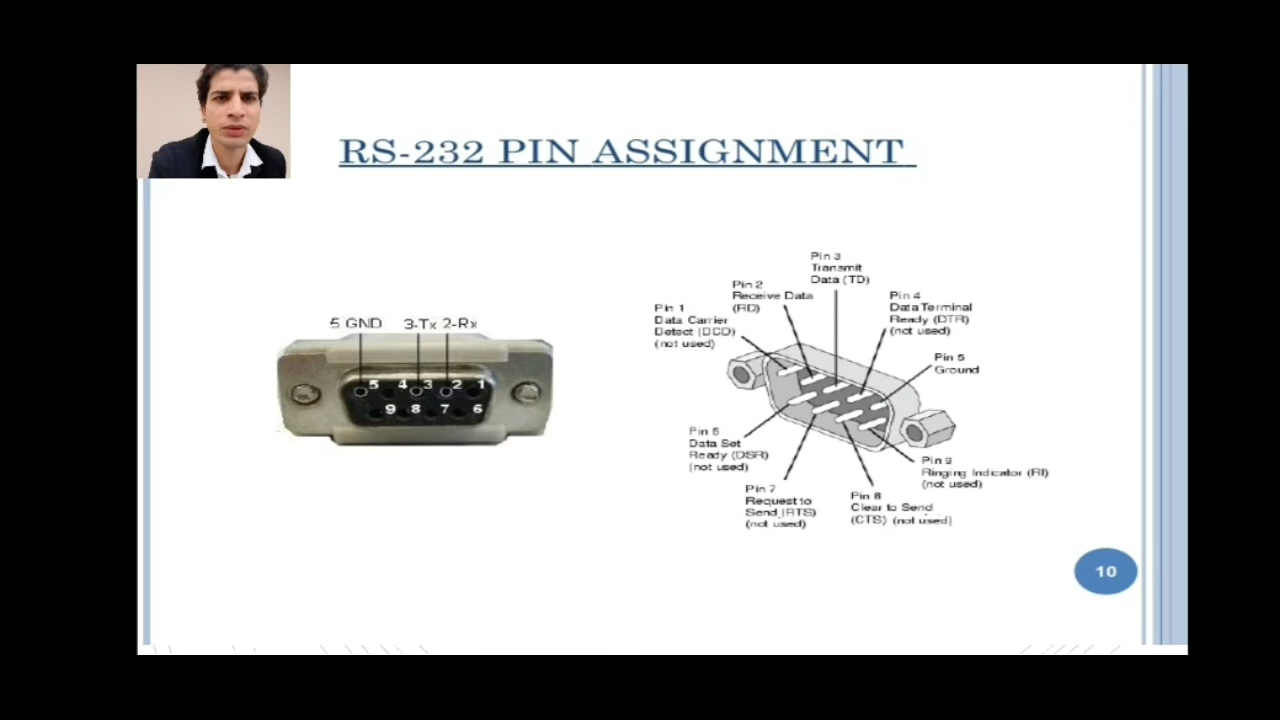 RS-232 PIN ASSIGNMENT
5 GND 3-Tx 2-Rx
5 4 3 2 1
9 8 7 6
Pin 3
Transmit
Data (TD)
Pin 2
Receive Data
(RD)
Pin 1
Data Carrier
Detect (DCD)
(not used)
Pin 4
Data Terminal
Ready (DTR)
(not used)
Pin 5
Ground
Pin 6
Data Set
Ready (DSR)
(not used)
Pin 7
Request to
Send (RTS)
(not used)
Pin 8
Clear to Send
(CTS) (not used)
Pin 9
Ringing Indicator (RI)
(not used)
10